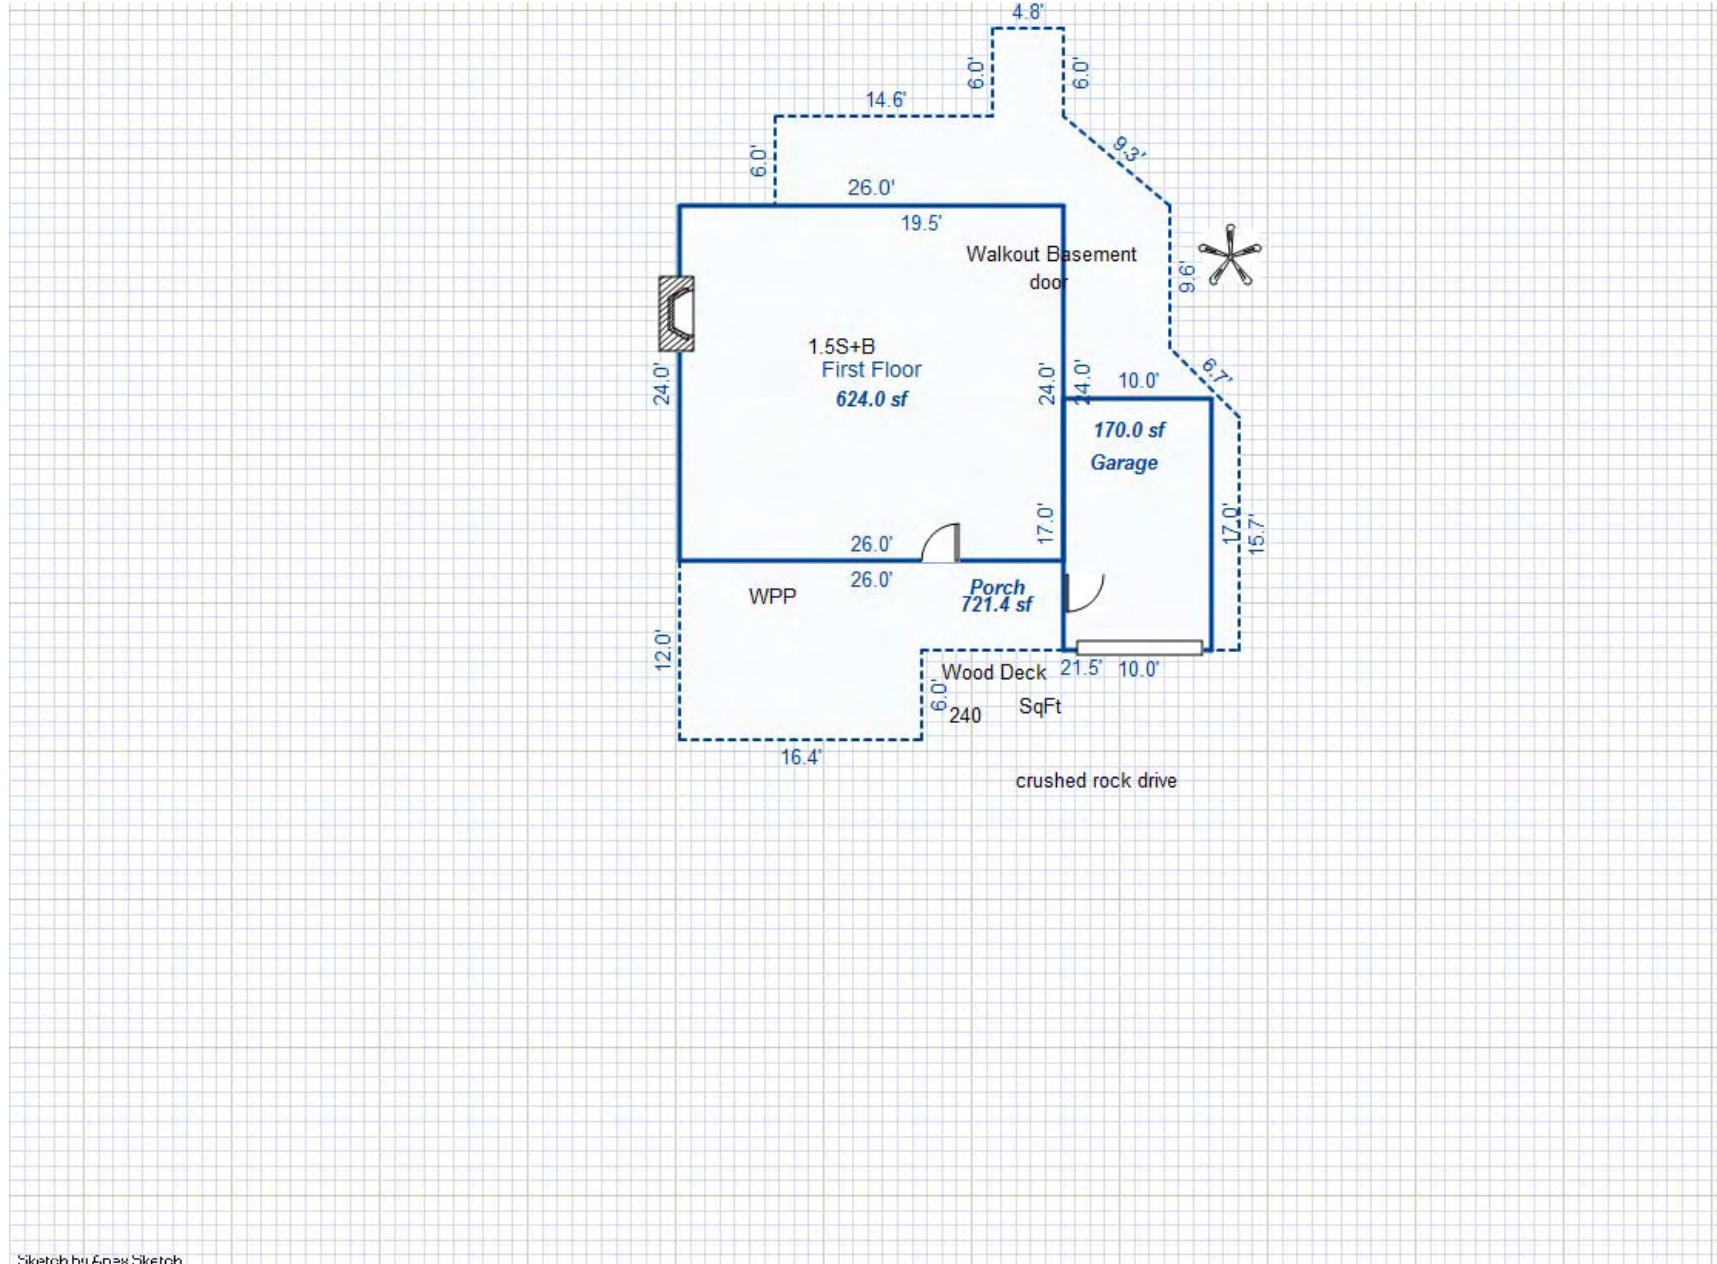 4.8'
6.0'
6.0'
14.6'
9.3'
6.0'
26.0'
19.5'
Walkout Basement
door
9.6'
1.5S+B
First Floor
624.0 sf
24.0'
24.0'
24.0'
10.0'
6.7'
170.0 sf
Garage
17.0'
17.0'
15.7'
26.0'
26.0'
WPP
Porch
721.4 sf
12.0'
Wood Deck
21.5'
10.0'
6.0'
240
SqFt
16.4'
crushed rock drive
Sketch by Apex Sketch